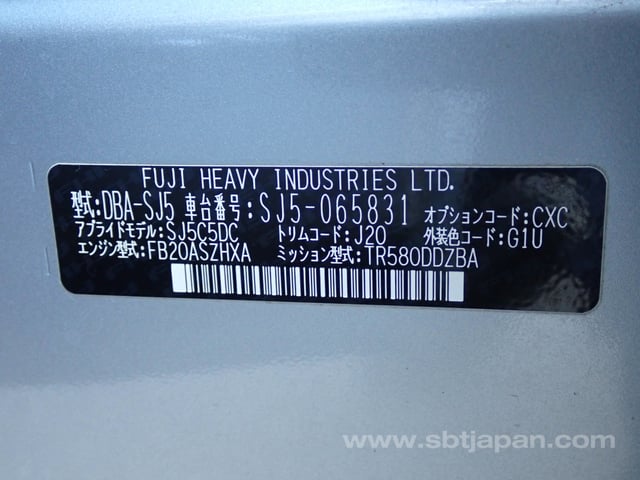 FUJI HEAVY INDUSTRIES LTD.
型式:DBA-SJ5 車台番号:SJ5-065831 オプションコード:CXC
アプライドモデル:SJ5C5DC トリムコード:J20 外装色コード:G1U
エンジン型式:FB20ASZHXA ミッション型式:TR580DDZBA
www.sbtjapan.com